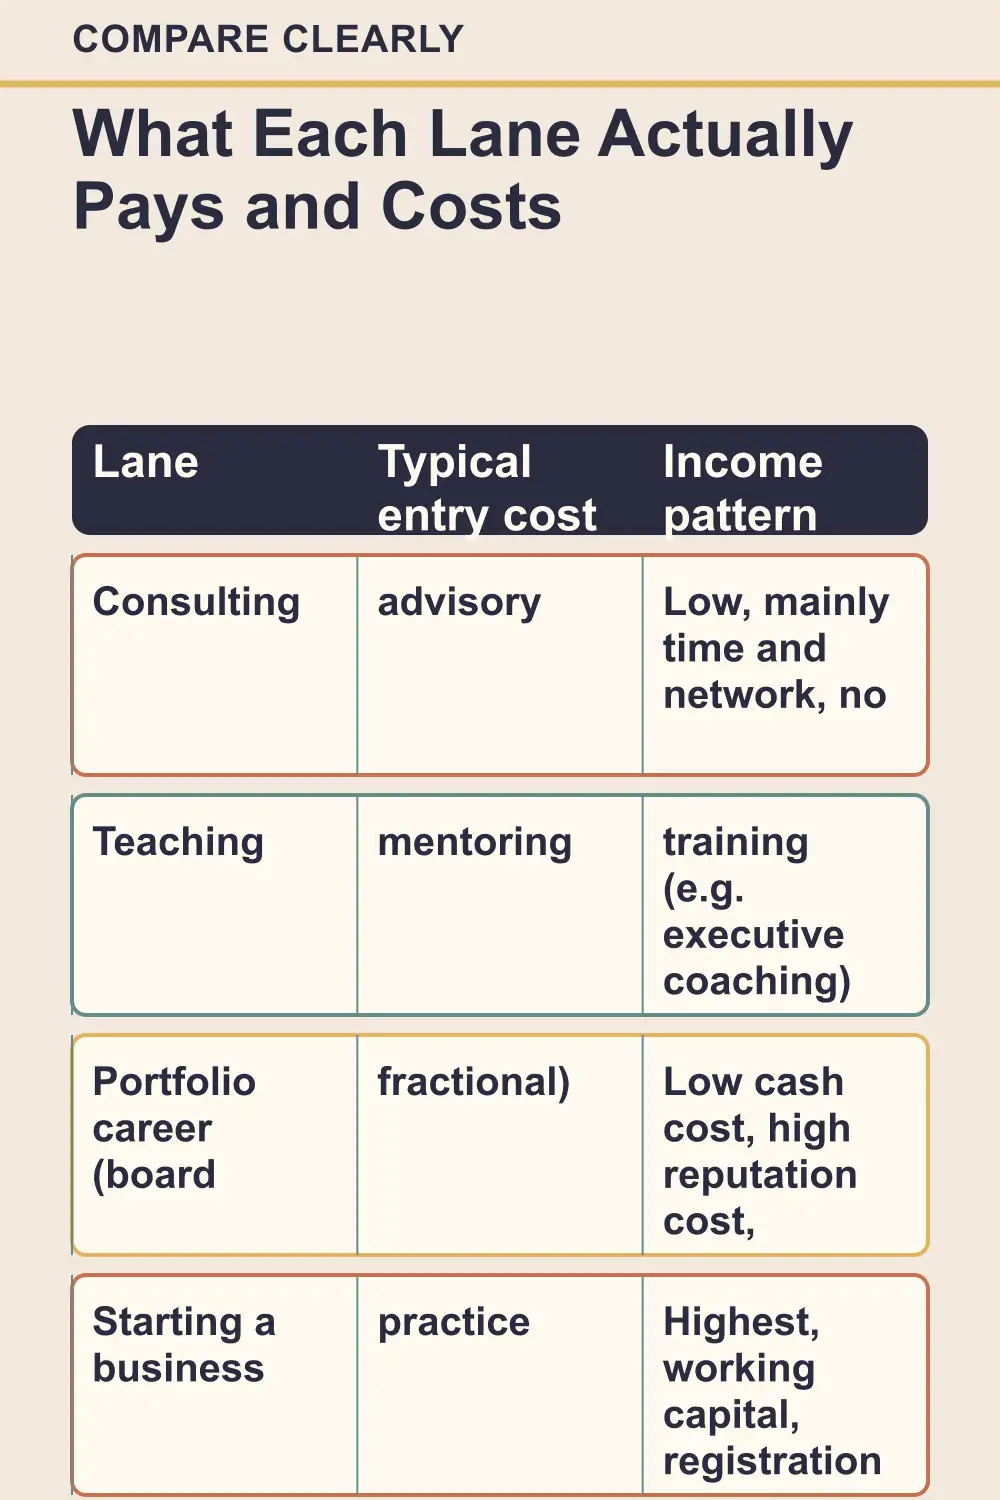 COMPARE CLEARLY
What Each Lane Actually
Pays and Costs
Lane
Typical
entry cost
Income
pattern
Consulting
advisory
Low, mainly
time and
network, no
Teaching
mentoring
training
(e.g.
executive
coaching)
Portfolio
career
(board
fractional)
Low cash
cost, high
reputation
cost,
Starting a
business
practice
Highest,
working
capital,
registration